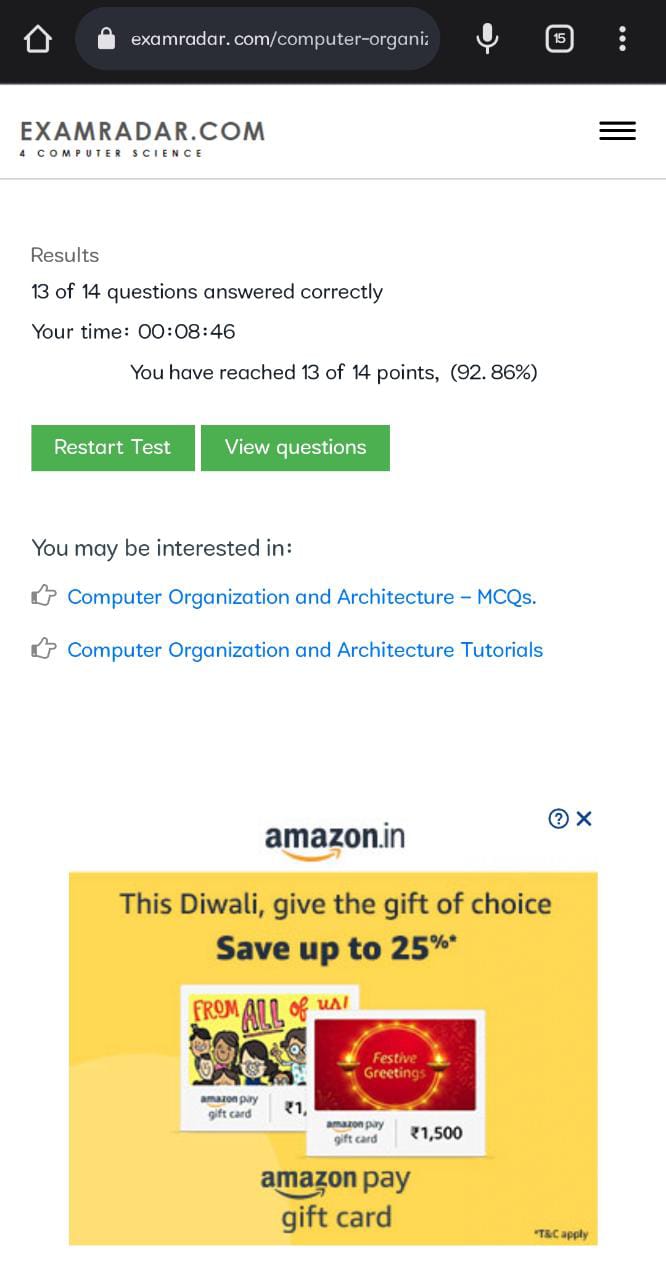 examradar.com/computer-organiz
15
EXAMRADAR.COM
4 COMPUTER SCIENCE
Results
13 of 14 questions answered correctly
Your time: 00:08:46
You have reached 13 of 14 points, (92.86%)
Restart Test
View questions
You may be interested in:
Computer Organization and Architecture – MCQs.
Computer Organization and Architecture Tutorials
amazon.in
This Diwali, give the gift of choice
Save up to 25%*
FROM ALL of US!
Festive
Greetings
amazon pay
gift card
₹1,
amazon pay
gift card
₹1,500
amazon pay
gift card
*T&C apply